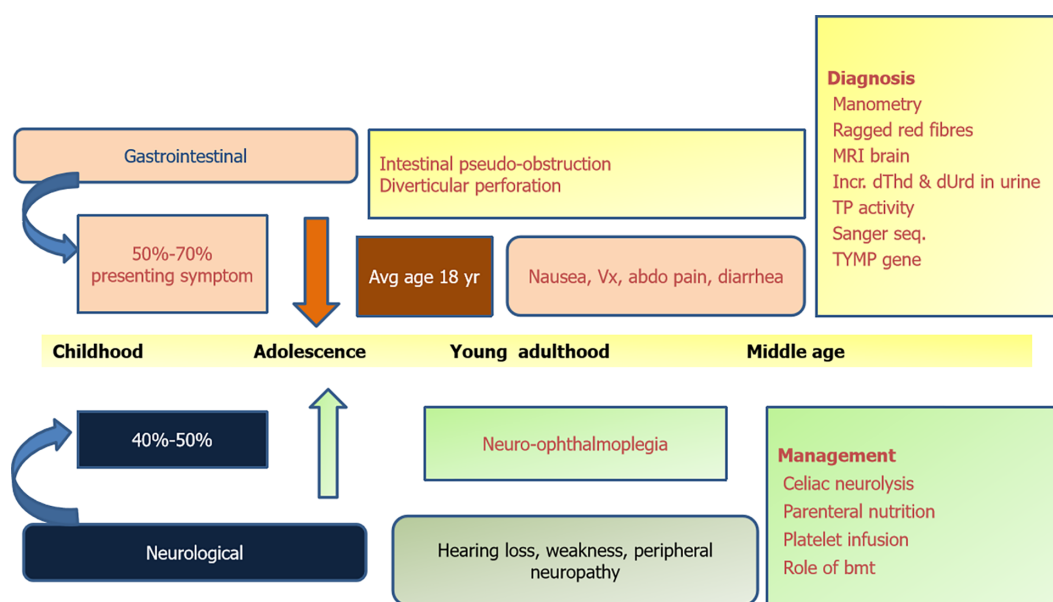 Gastrointestinal
50%-70%
presenting symptom
Intestinal pseudo-obstruction
Diverticular perforation
Avg age 18 yr
Nausea, Vx, abdo pain, diarrhea
Diagnosis
Manometry
Ragged red fibres
MRI brain
Incr. dThd & dUrd in urine
TP activity
Sanger seq.
TYMP gene
Childhood Adolescence Young adulthood Middle age
40%-50%
Neurological
Neuro-ophthalmoplegia
Hearing loss, weakness, peripheral
neuropathy
Management
Celiac neurolysis
Parenteral nutrition
Platelet infusion
Role of bmt